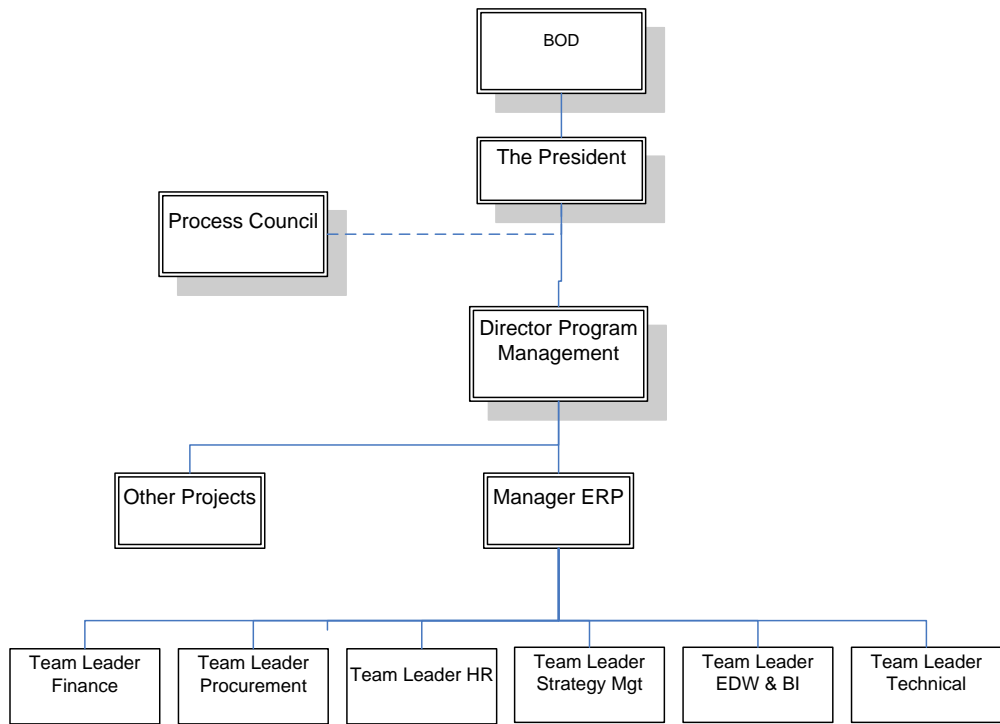 BOD
The President
Process Council
Director Program
Management
Other Projects
Manager ERP
Team Leader
Finance
Team Leader
Procurement
Team Leader HR
Team Leader
Strategy Mgt
Team Leader
EDW & BI
Team Leader
Technical